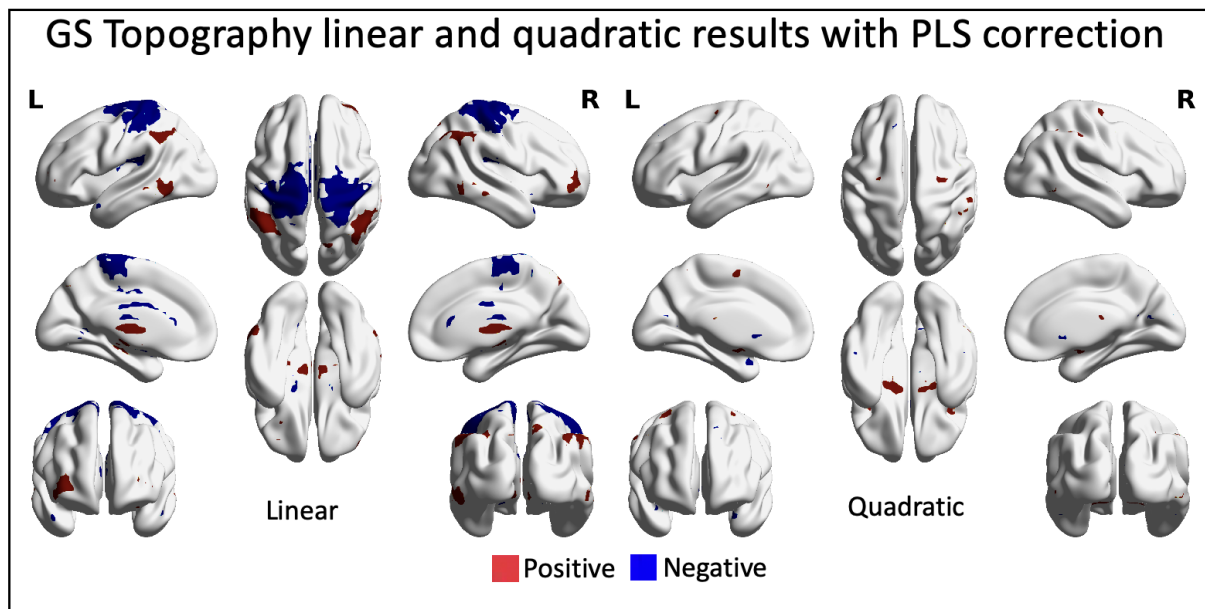 GS Topography linear and quadratic results with PLS correction
L R L R
Linear Quadratic
Positive Negative